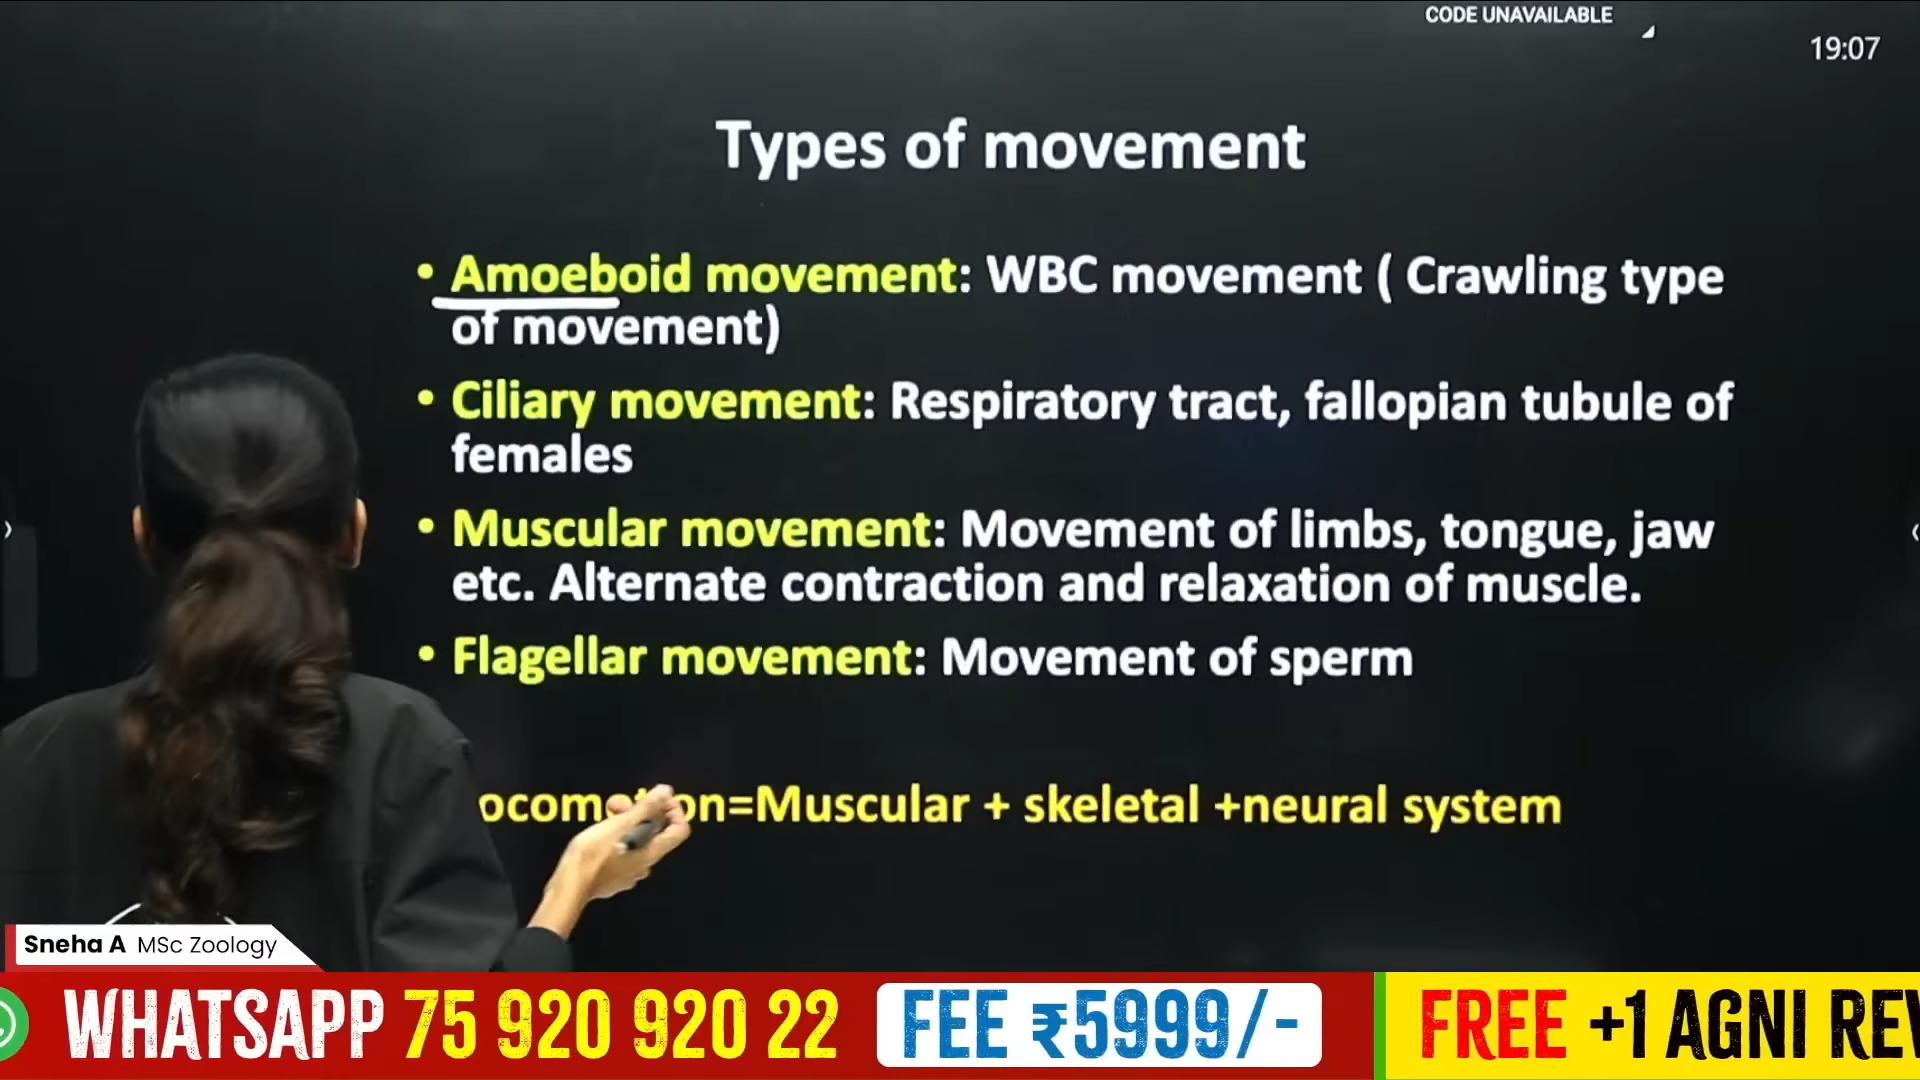 CODE UNAVAILABLE
19:07
Types of movement
• Amoeboid movement: WBC movement ( Crawling type
of movement)
• Ciliary movement: Respiratory tract, fallopian tubule of
females
• Muscular movement: Movement of limbs, tongue, jaw
etc. Alternate contraction and relaxation of muscle.
• Flagellar movement: Movement of sperm
=Muscular + skeletal +neural system
Sneha A MSc Zoology
WHATSAPP 75 920 920 22 FEE ₹5999/- FREE +1 AGNI